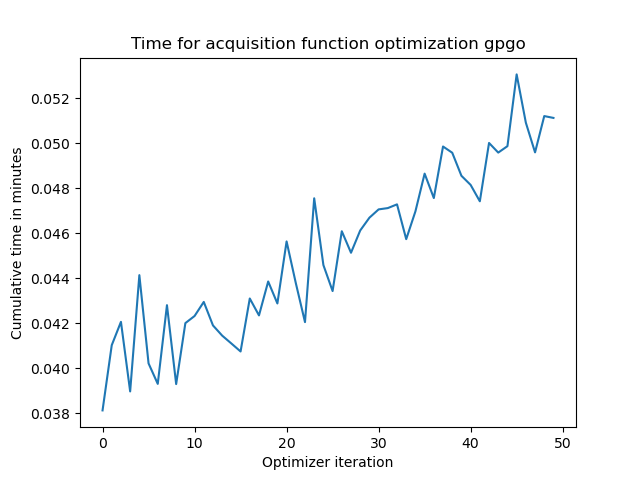 Time for acquisition function optimization gpgo
Cumulative time in minutes
0.052
0.050
0.048
0.046
0.044
0.042
0.040
0.038
0 10 20 30 40 50
Optimizer iteration